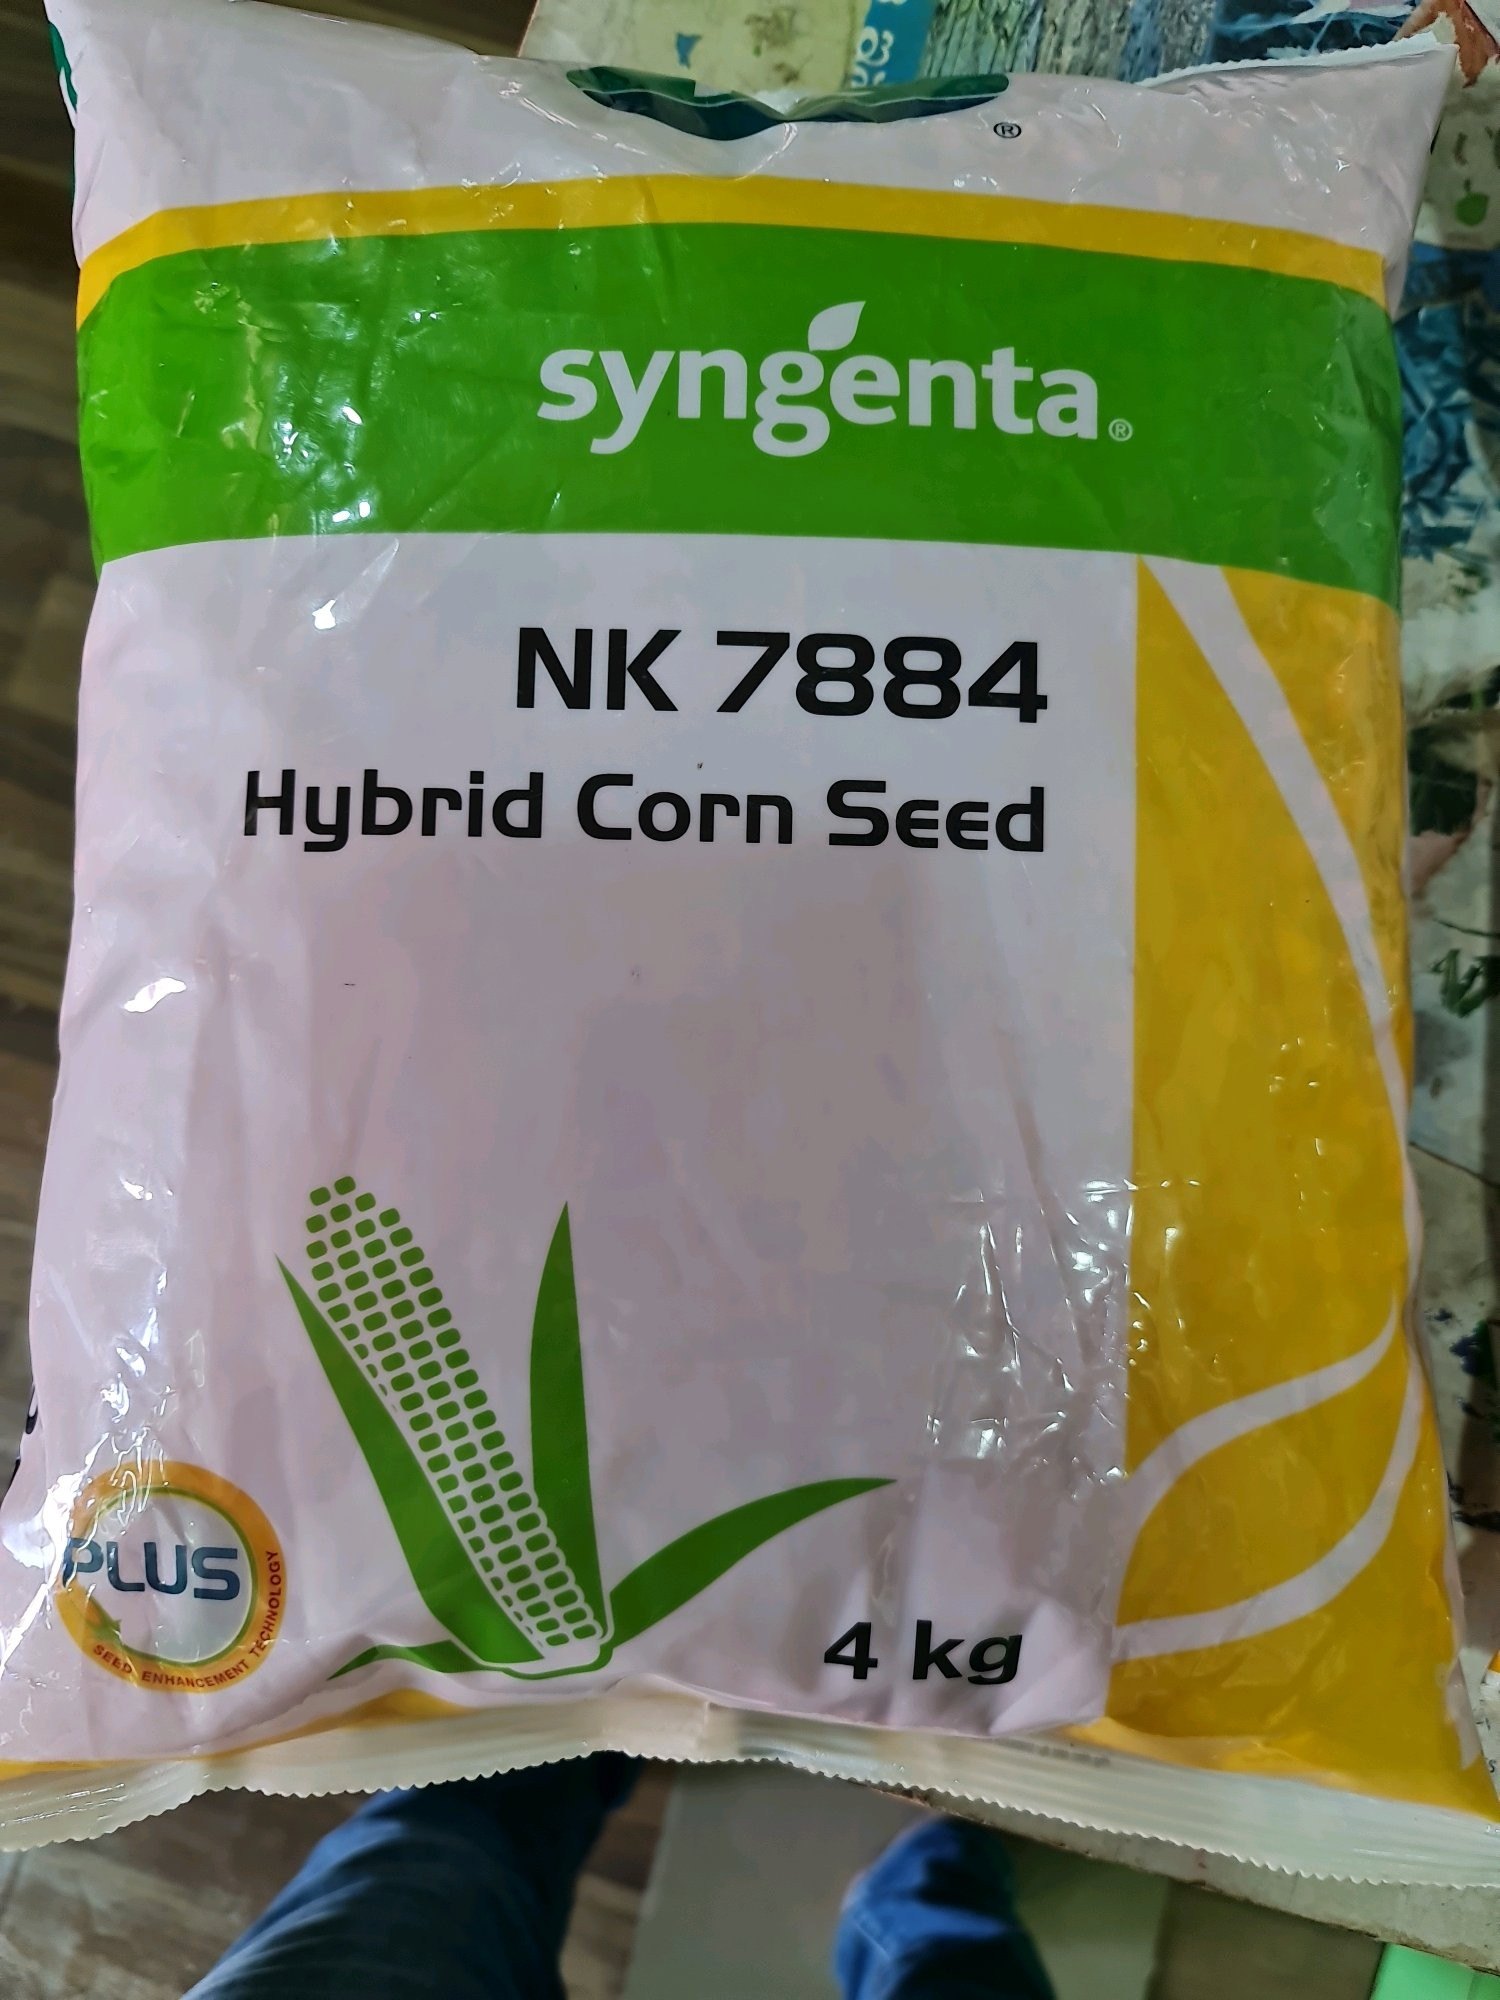 ®
syngenta®
NK 7884
Hybrid Corn Seed
PLUS
SEED ENHANCEMENT TECHNOLOGY
4 kg